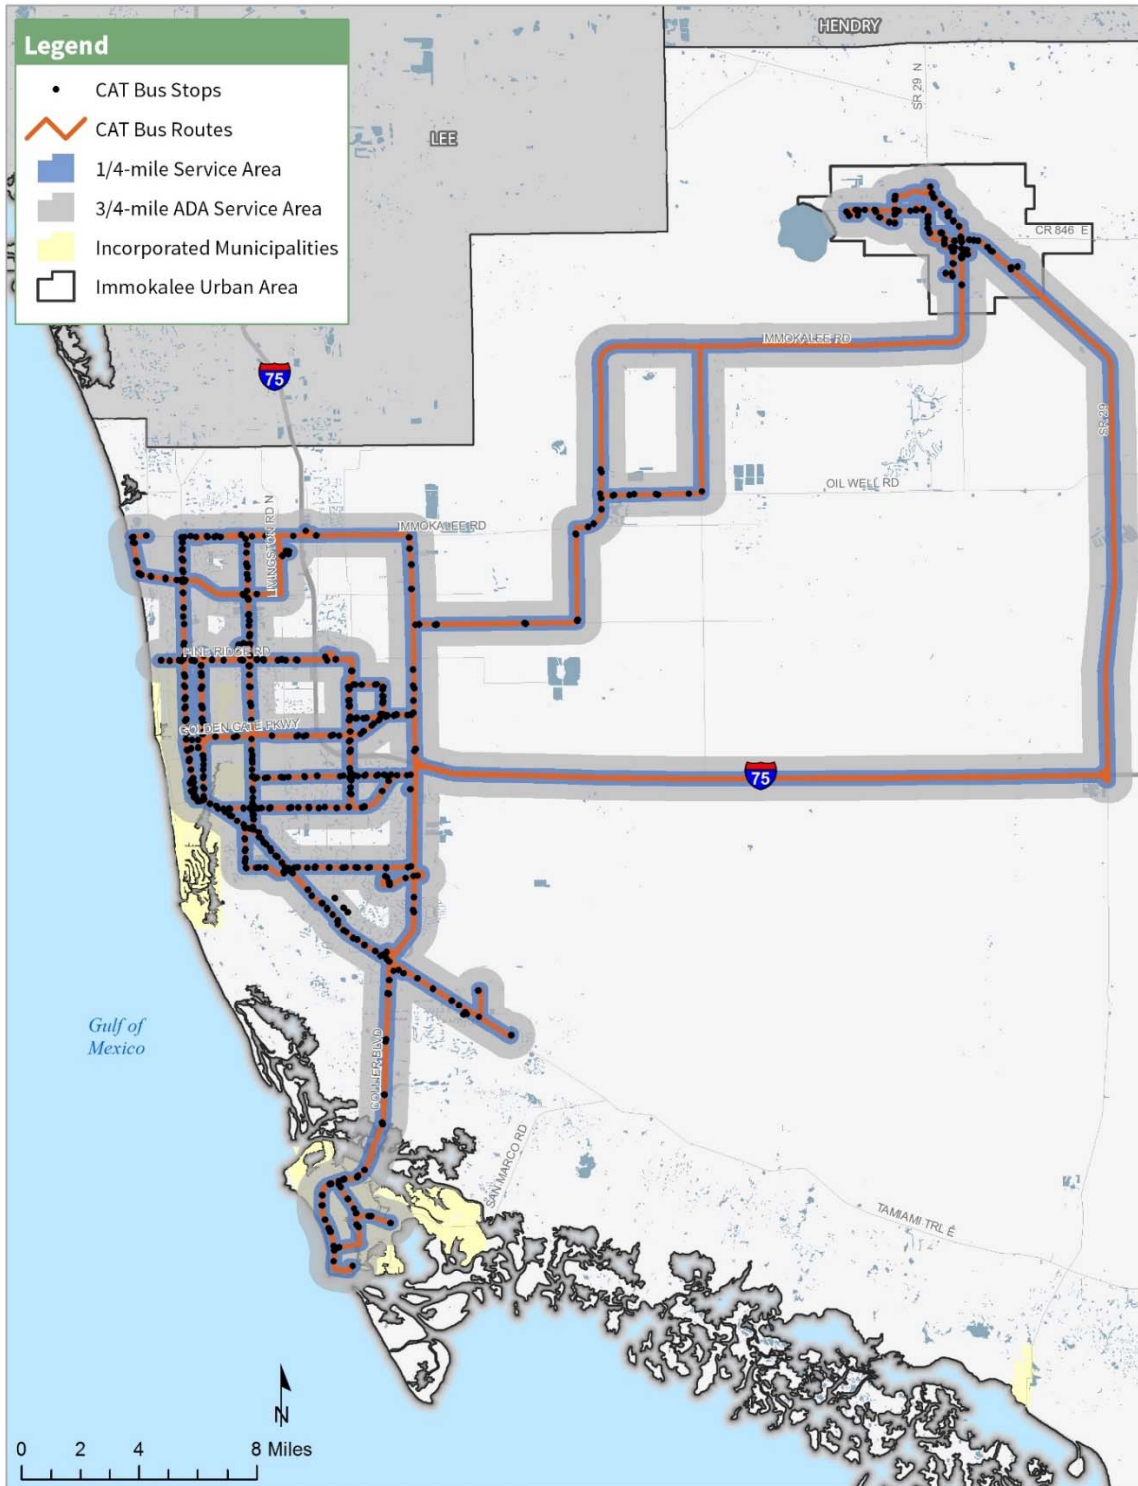 Legend
CAT Bus Stops
CAT Bus Routes
1/4-mile Service Area
3/4-mile ADA Service Area
Incorporated Municipalities
Immokalee Urban Area
HENDRY
LEE
SR 29 N
CR 846 E
IMMOKALEE RD
75
SR 29
OIL WELL RD
IMMOKALEE RD
LIVINGSTON RD N
PINE RIDGE RD
GOLDEN GATE PKWY
75
Gulf of
Mexico
COLLIER BLVD
SAN MARCO RD
TAMIAMI TRL E
N
0 2 4 8 Miles